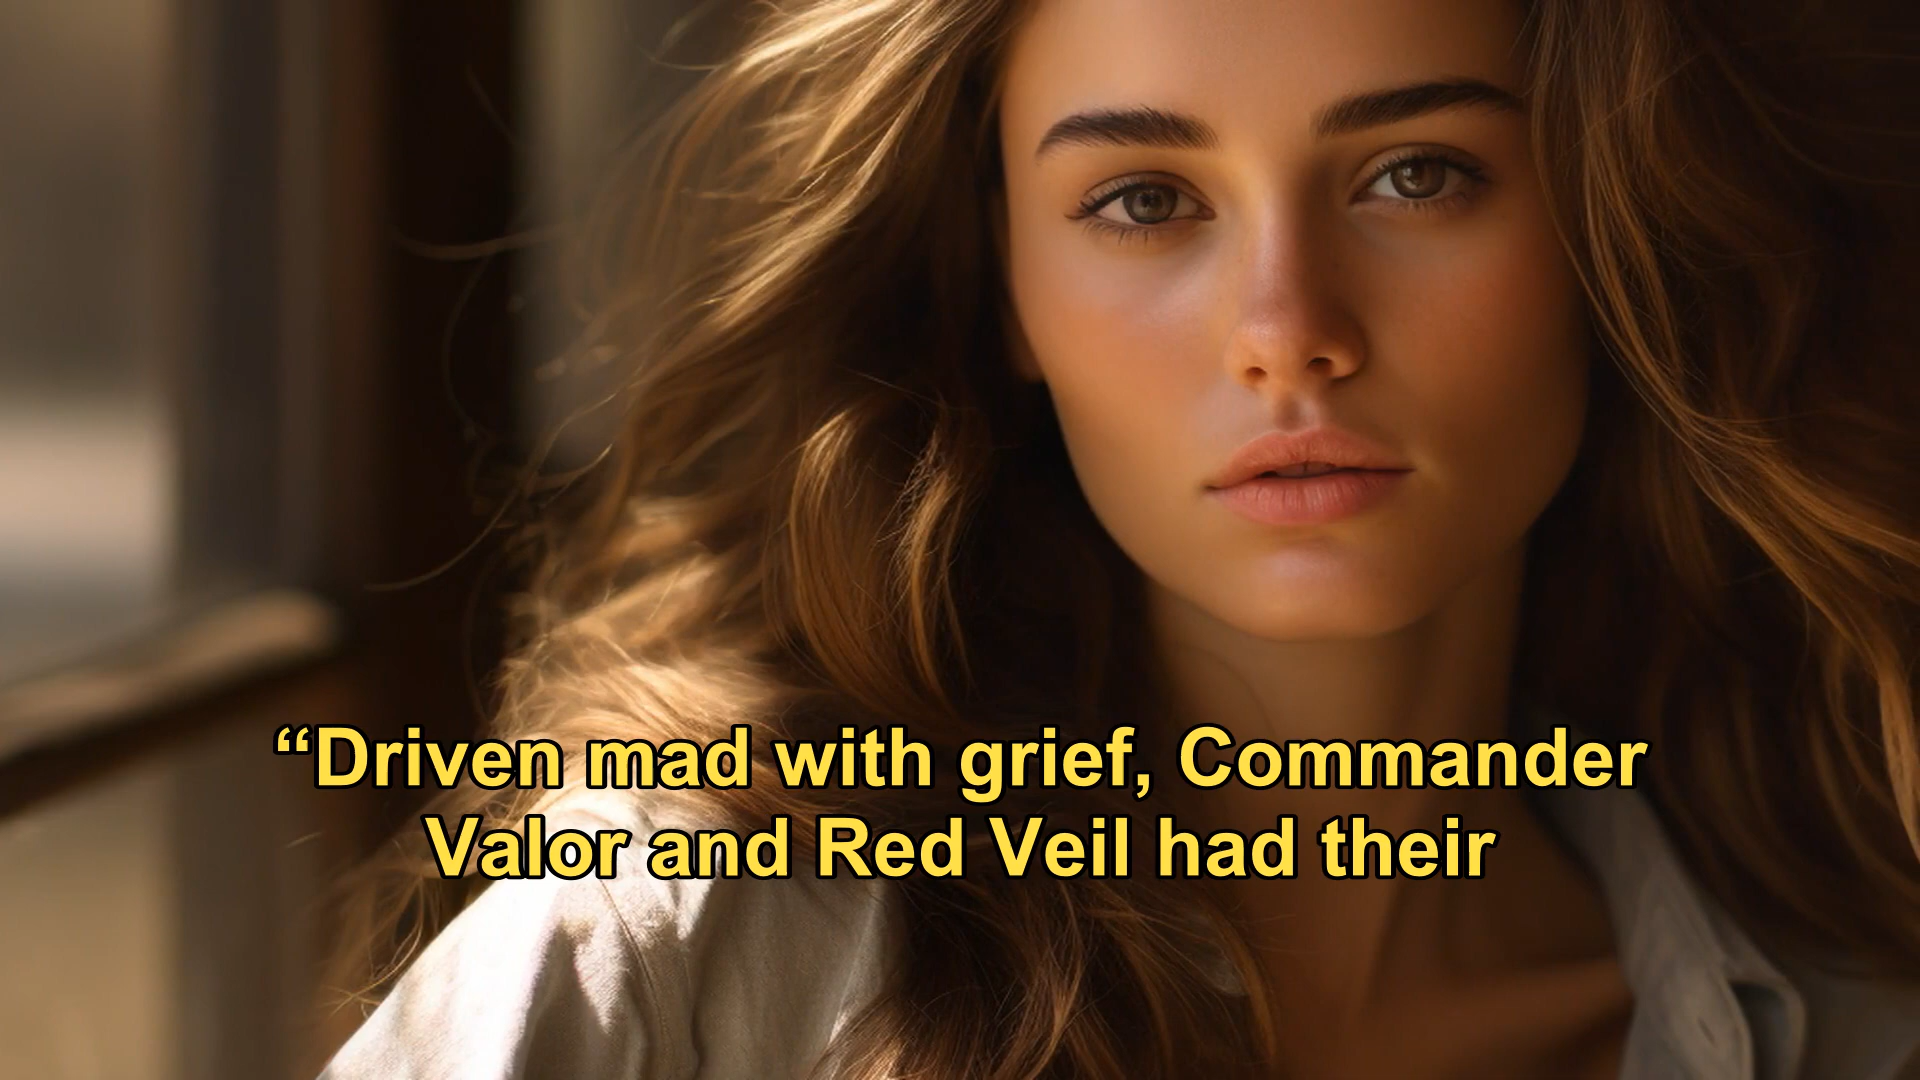 “Driven mad with grief, Commander
Valor and Red Veil had their